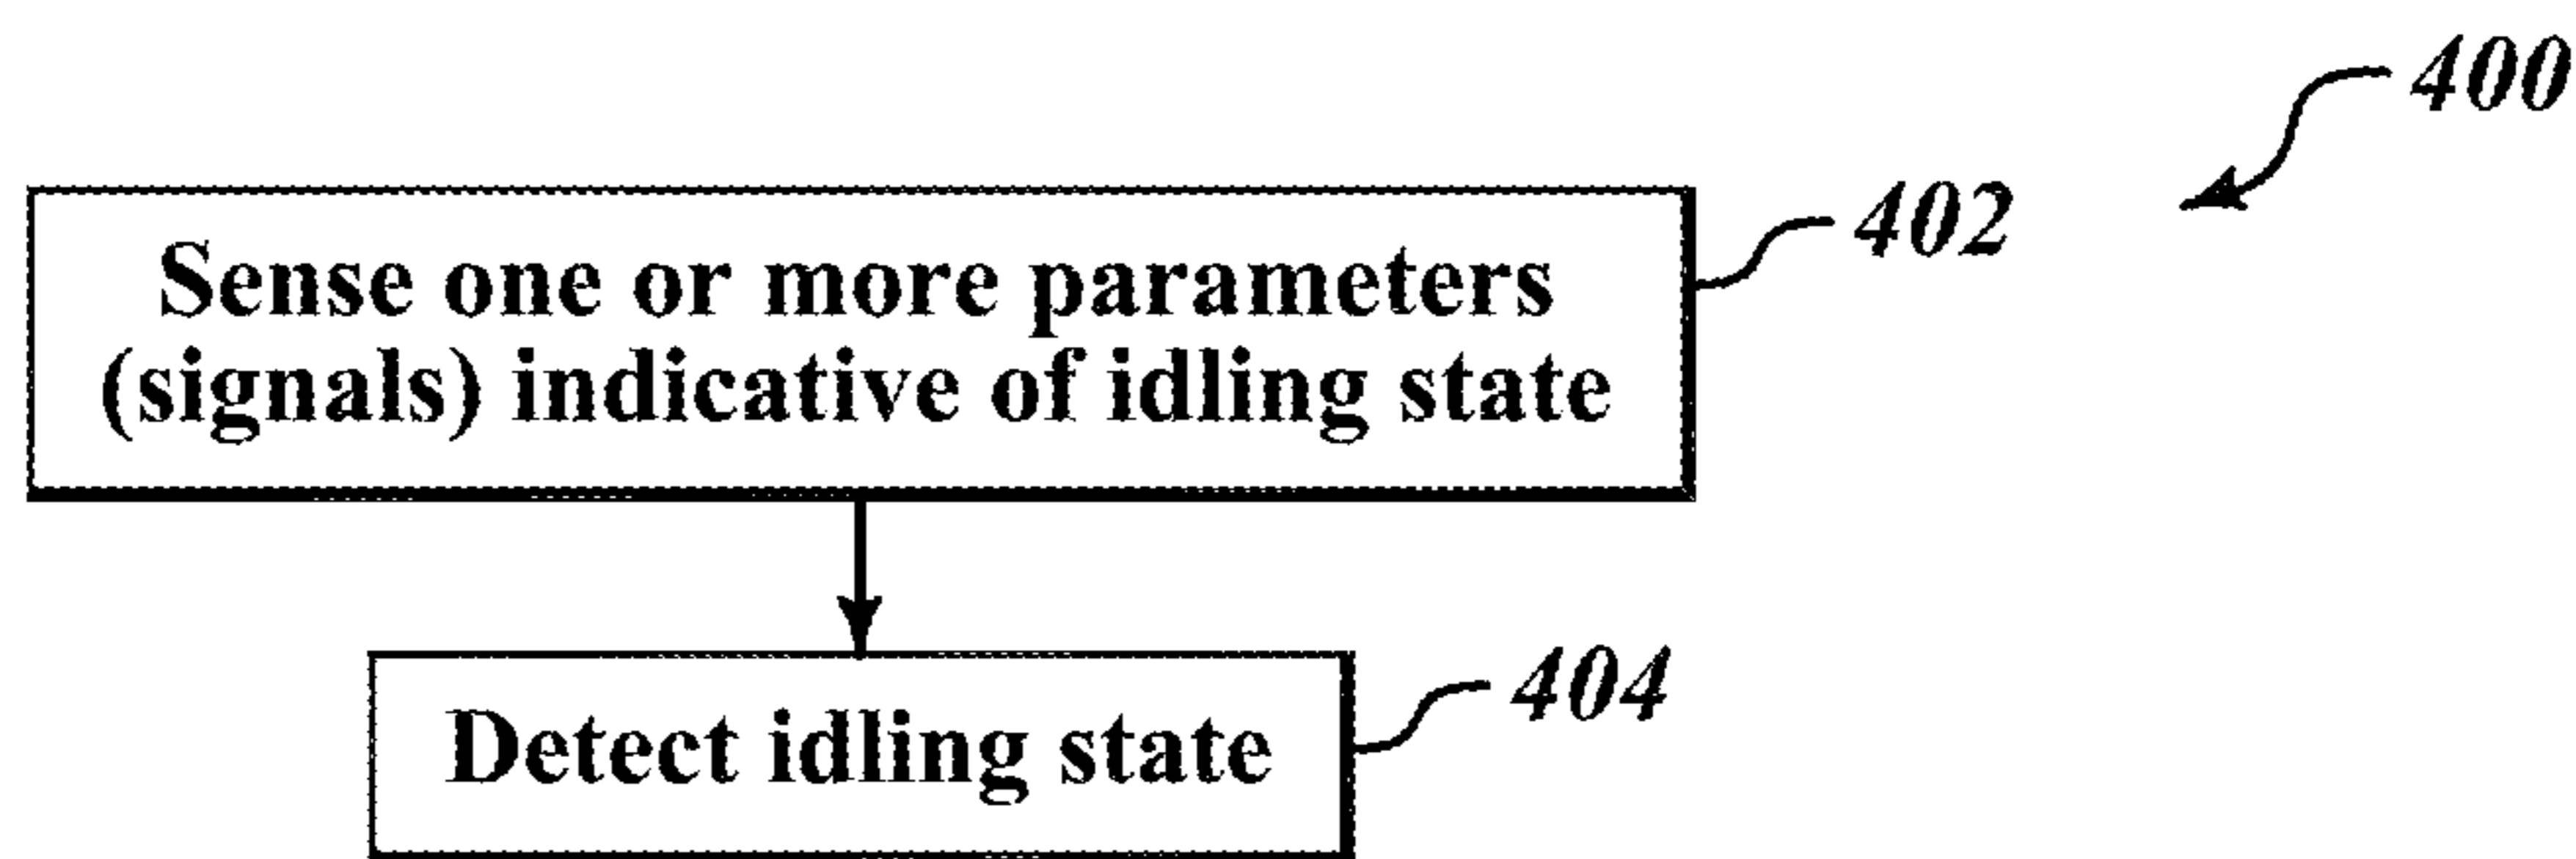 400
402
Sense one or more parameters
(signals) indicative of idling state
404
Detect idling state